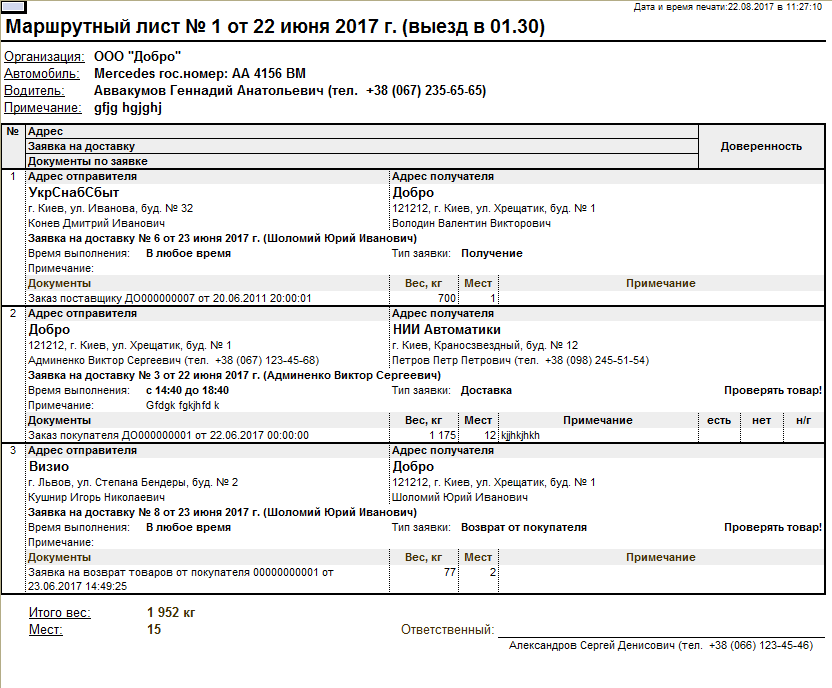 Дата и время печати:22.08.2017 в 11:27:10
Маршрутный лист № 1 от 22 июня 2017 г. (выезд в 01.30)
Организация: ООО "Добро"
Автомобиль: Mercedes гос.номер: АА 4156 ВМ
Водитель: Аввакумов Геннадий Анатольевич (тел. +38 (067) 235-65-65)
Примечание: gfjg hgjghj
№ Адрес
Заявка на доставку Доверенность
Документы по заявке
1 Адрес отправителя Адрес получателя
УкрСнабСбыт Добро
г. Киев, ул. Иванова, буд. № 32 121212, г. Киев, ул. Хрещатик, буд. № 1
Конев Дмитрий Иванович Володин Валентин Викторович
Заявка на доставку № 6 от 23 июня 2017 г. (Шоломий Юрий Иванович)
Время выполнения: В любое время Тип заявки: Получение
Примечание:
Документы Вес, кг Мест Примечание
Заказ поставщику ДО000000007 от 20.06.2011 20:00:01 700 1
2 Адрес отправителя Адрес получателя
Добро НИИ Автоматики
121212, г. Киев, ул. Хрещатик, буд. № 1 г. Киев, Краносзвездный, буд. № 12
Админенко Виктор Сергеевич (тел. +38 (067) 123-45-68) Петров Петр Петрович (тел. +38 (098) 245-51-54)
Заявка на доставку № 3 от 22 июня 2017 г. (Админенко Виктор Сергеевич)
Время выполнения: с 14:40 до 18:40 Тип заявки: Доставка Проверять товар!
Примечание: Gfdgk fgkjhfd k
Документы Вес, кг Мест Примечание есть нет н/г
Заказ покупателя ДО000000001 от 22.06.2017 00:00:00 1 175 12 kjjhkjhkh
3 Адрес отправителя Адрес получателя
Визио Добро
г. Львов, ул. Степана Бендеры, буд. № 2 121212, г. Киев, ул. Хрещатик, буд. № 1
Кушнир Игорь Николаевич Шоломий Юрий Иванович
Заявка на доставку № 8 от 23 июня 2017 г. (Шоломий Юрий Иванович)
Время выполнения: В любое время Тип заявки: Возврат от покупателя Проверять товар!
Примечание:
Документы Вес, кг Мест Примечание
Заявка на возврат товаров от покупателя 00000000001 от 77 2
23.06.2017 14:49:25
Итого вес: 1 952 кг
Мест: 15 Ответственный:
Александров Сергей Денисович (тел. +38 (066) 123-45-46)